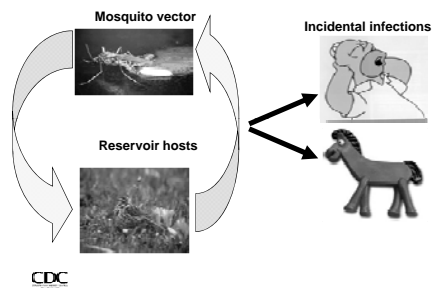 Mosquito vector
Incidental infections
Reservoir hosts
CDC